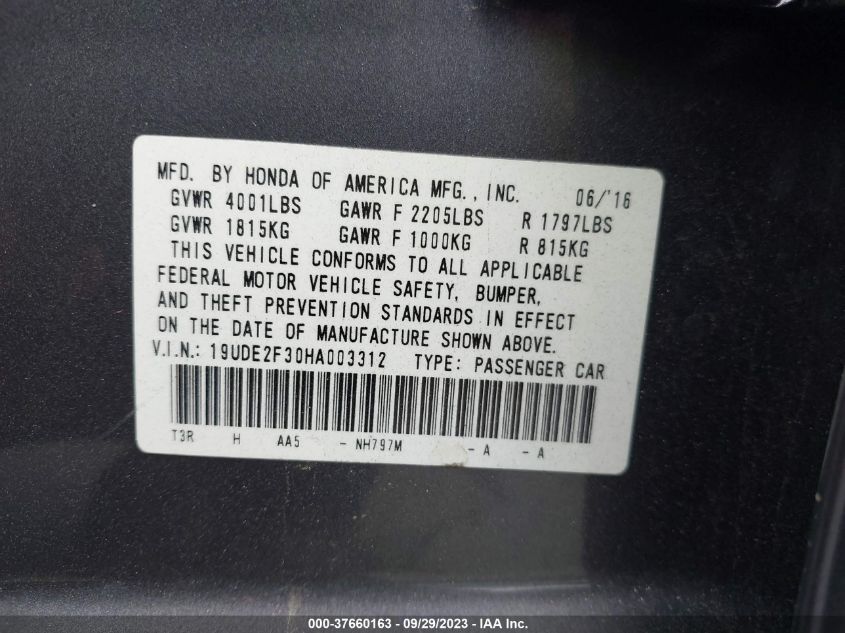 MFD. BY HONDA OF AMERICA MFG., INC. 06/'16
GVWR 4001LBS GAWR F 2205LBS R 1797LBS
GVWR 1815KG GAWR F 1000KG R 815KG
THIS VEHICLE CONFORMS TO ALL APPLICABLE
FEDERAL MOTOR VEHICLE SAFETY, BUMPER,
AND THEFT PREVENTION STANDARDS IN EFFECT
ON THE DATE OF MANUFACTURE SHOWN ABOVE.
V.I.N.: 19UDE2F30HA003312 TYPE: PASSENGER CAR
T3R H AA5 - NH797M - A - A
000-37660163 - 09/29/2023 - IAA Inc.